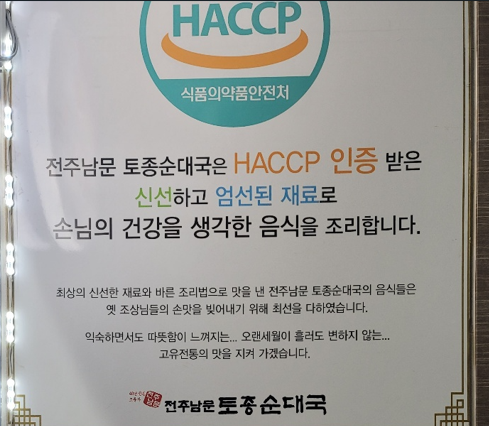 HACCP
식품의약품안전처
전주남문 토종순대국은 HACCP 인증 받은
신선하고 엄선된 재료로
손님의 건강을 생각한 음식을 조리합니다.
최상의 신선한 재료와 바른 조리법으로 맛을 낸 전주남문 토종순대국의 음식들은
옛 조상님들의 손맛을 빚어내기 위해 최선을 다하였습니다.
익숙하면서도 따뜻함이 느껴지는... 오랜세월이 흘러도 변하지 않는...
고유전통의 맛을 지켜 가겠습니다.
전주남문 토종순대국